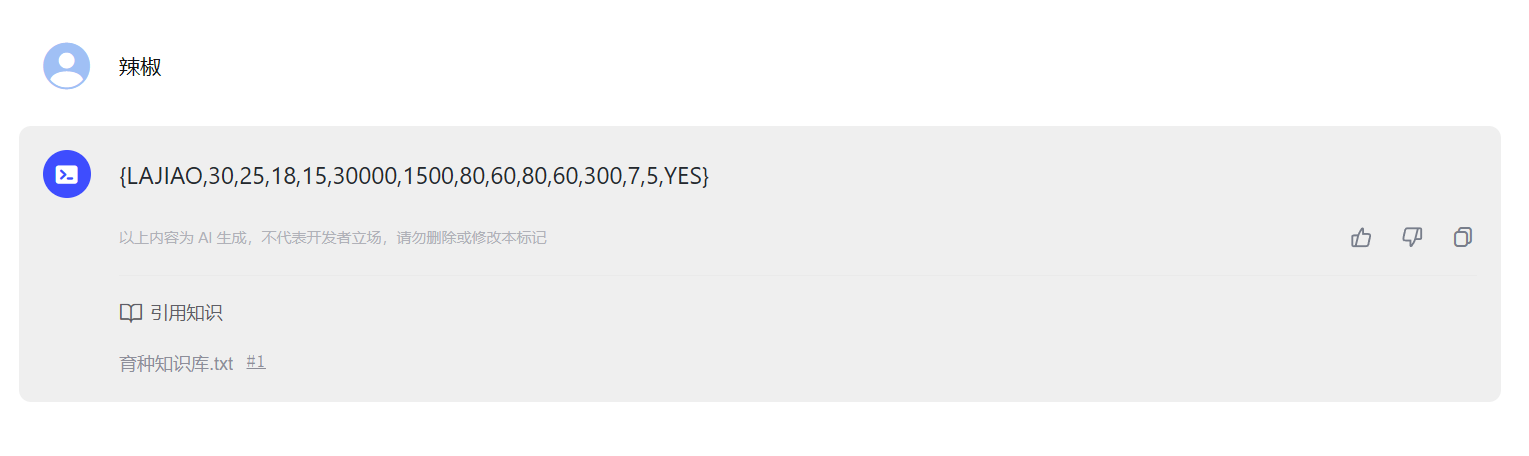 辣椒
{LAJIAO,30,25,18,15,30000,1500,80,60,80,60,300,7,5,YES}
以上内容为 AI 生成，不代表开发者立场，请勿删除或修改本标记
引用知识
育种知识库.txt #1